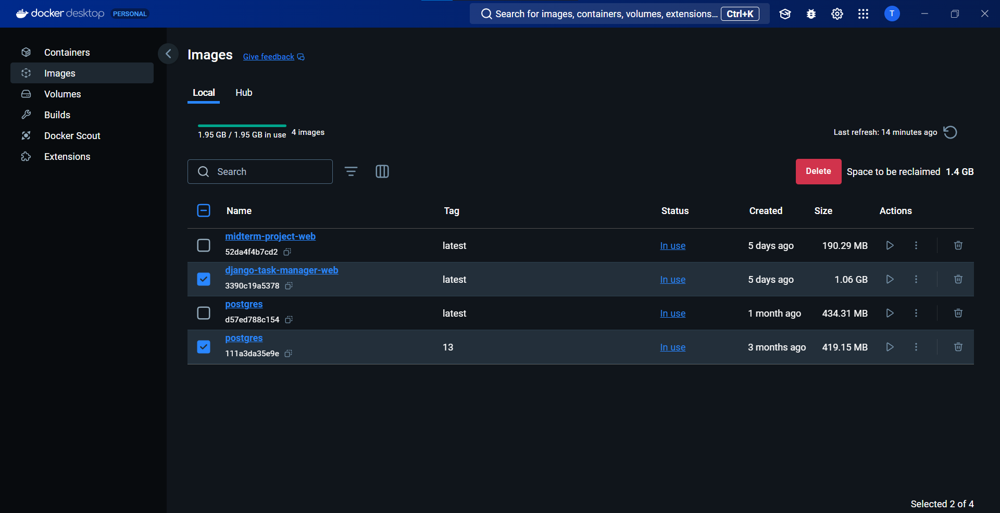 docker desktop PERSONAL
Search for images, containers, volumes, extensions... Ctrl+K
T
Containers
Images
Volumes
Builds
Docker Scout
Extensions
Images Give feedback
Local Hub
1.95 GB / 1.95 GB in use 4 images
Last refresh: 14 minutes ago
Search
Delete Space to be reclaimed 1.4 GB
Name Tag Status Created Size Actions
midterm-project-web
52da4f4b7cd2
latest In use 5 days ago 190.29 MB
django-task-manager-web
3390c19a5378
latest In use 5 days ago 1.06 GB
postgres
d57ed788c154
latest In use 1 month ago 434.31 MB
postgres
111a3da35e9e
13 In use 3 months ago 419.15 MB
Selected 2 of 4